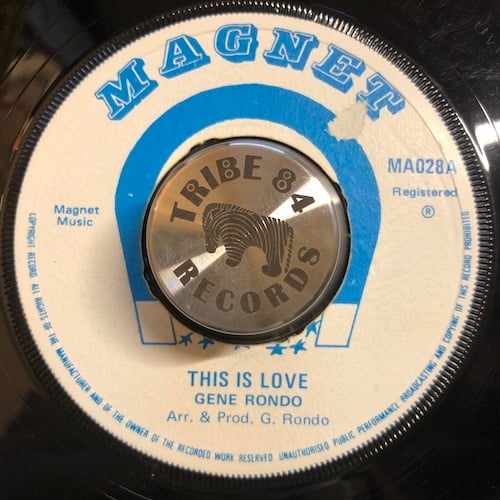 MAGNET
MA028A
Registered
®
Magnet
Music
TRIBE 84
RECORDS
THIS IS LOVE
GENE RONDO
Arr. & Prod. G. Rondo
COPYRIGHT RECORD. ALL RIGHTS OF THE MANUFACTURER AND OF THE OWNER OF THE RECORDED WORK RESERVED. UNAUTHORISED PUBLIC PERFORMANCE, BROADCASTING AND COPYING OF THIS RECORD PROHIBITED